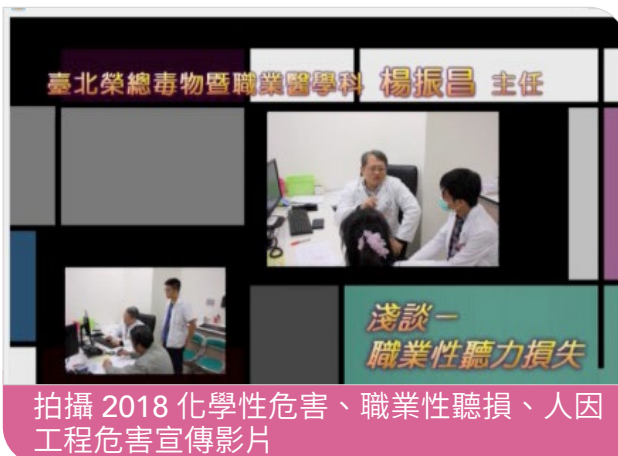 臺北榮總毒物暨職業醫學科 楊振昌 主任
淺談－
職業性聽力損失
拍攝 2018 化學性危害、職業性聽損、人因
工程危害宣傳影片